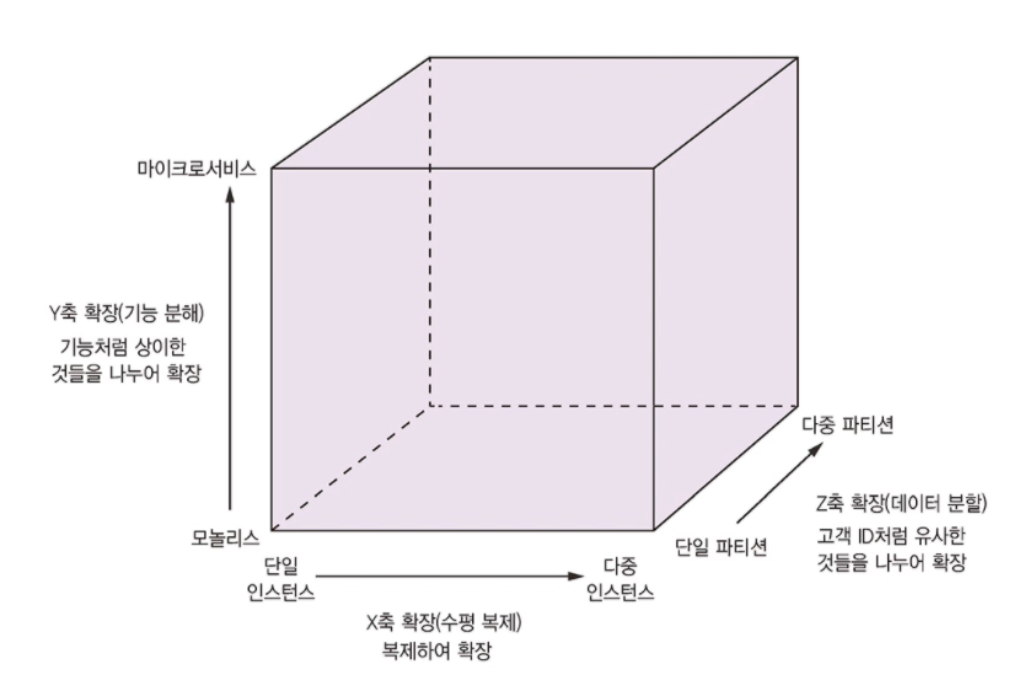 마이크로서비스
Y축 확장(기능 분해)
기능처럼 상이한
것들을 나누어 확장
모놀리스
단일
인스턴스
다중
인스턴스
X축 확장(수평 복제)
복제하여 확장
단일 파티션
다중 파티션
Z축 확장(데이터 분할)
고객 ID처럼 유사한
것들을 나누어 확장